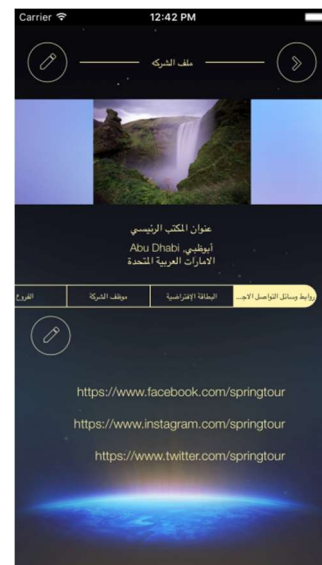 Carrier 12:42 PM
ملف الشركه
عنوان المكتب الرئيسي
أبوظبي, Abu Dhabi
الامارات العربية المتحدة
روابط وسائل التواصل الاجـ...
البطاقة الإفتراضية
موظف الشركة
الفروع
https://www.facebook.com/springtour
https://www.instagram.com/springtour
https://www.twitter.com/springtour